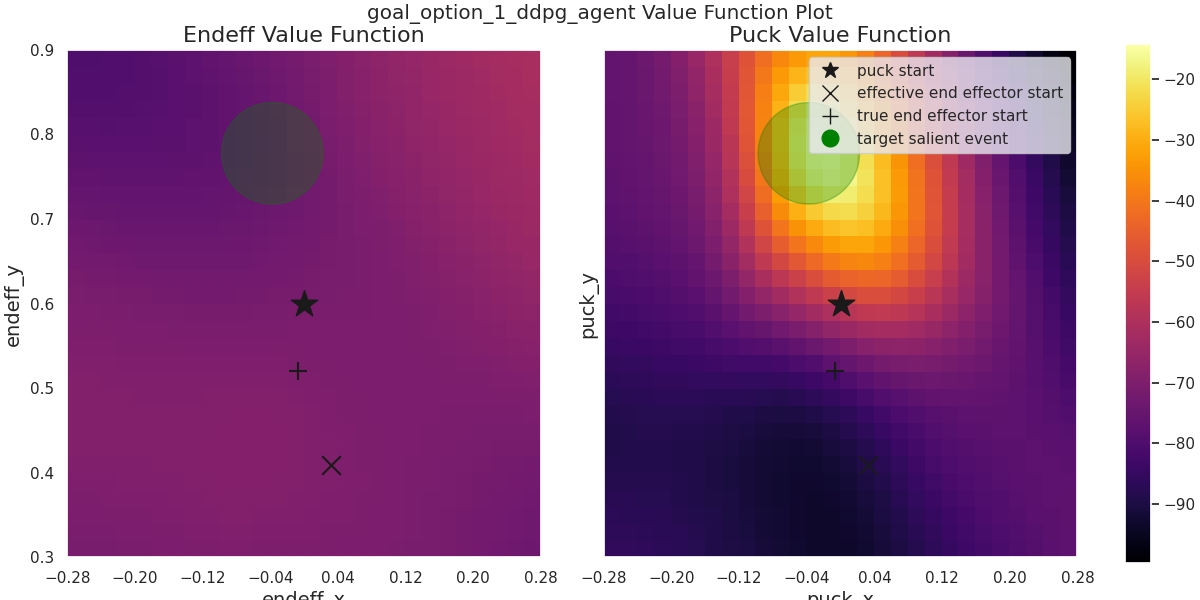 goal_option_1_ddpg_agent Value Function Plot
Endeff Value Function
Puck Value Function
puck start
effective end effector start
true end effector start
target salient event
endeff_y
0.9
0.8
0.7
0.6
0.5
0.4
0.3
−0.28 −0.20 −0.12 −0.04 0.04 0.12 0.20 0.28
endeff_x
puck_y
−0.28 −0.20 −0.12 −0.04 0.04 0.12 0.20 0.28
puck_x
−20
−30
−40
−50
−60
−70
−80
−90